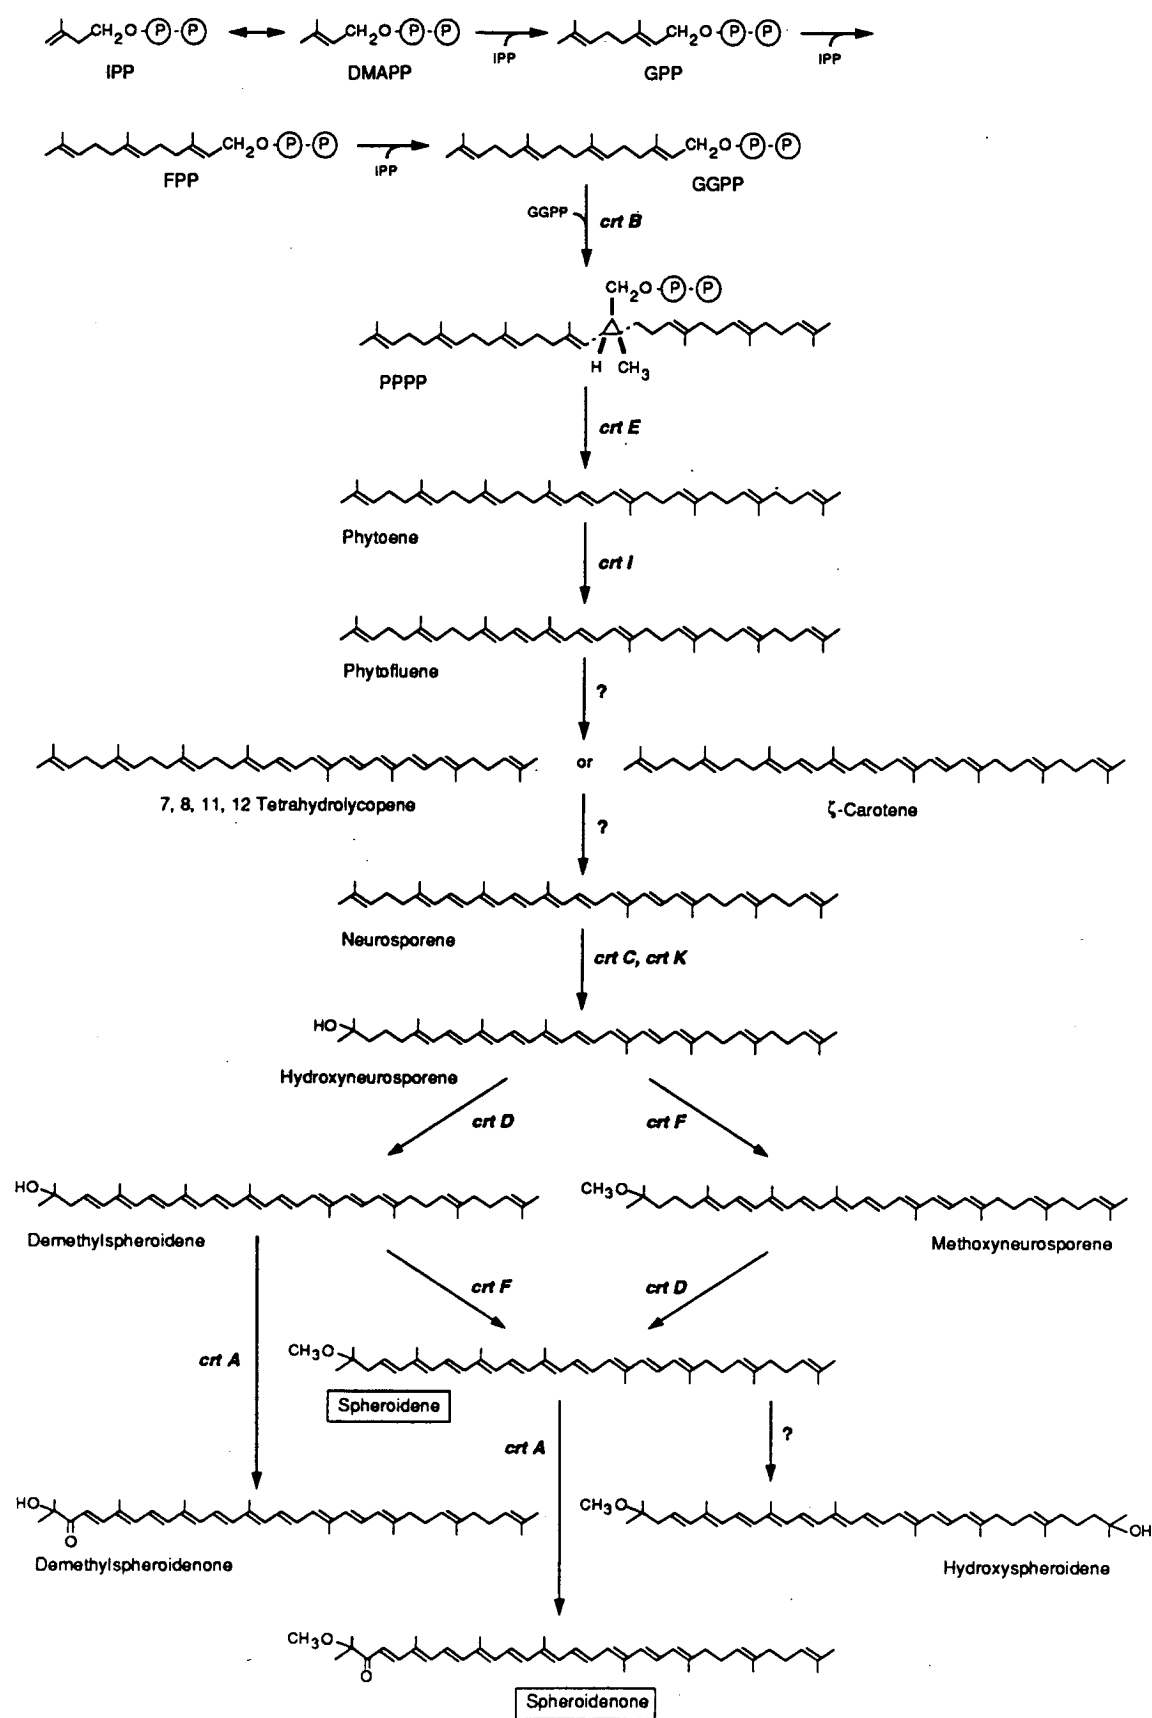 CH2O-P-P CH2O-P-P CH2O-P-P
IPP IPP
IPP DMAPP GPP
CH2O-P-P CH2O-P-P
IPP
FPP GGPP
GGPP crt B
CH2O-P-P
H CH3
PPPP
crt E
Phytoene
crt I
Phytofluene
?
or
7, 8, 11, 12 Tetrahydrolycopene ζ-Carotene
?
Neurosporene
crt C, crt K
HO
Hydroxyneurosporene
crt D crt F
HO CH3O
Demethylspheroidene Methoxyneurosporene
crt F crt D
CH3O
crt A
Spheroidene
crt A ?
HO CH3O
O OH
Demethylspheroidenone Hydroxyspheroidene
CH3O
O
Spheroidenone